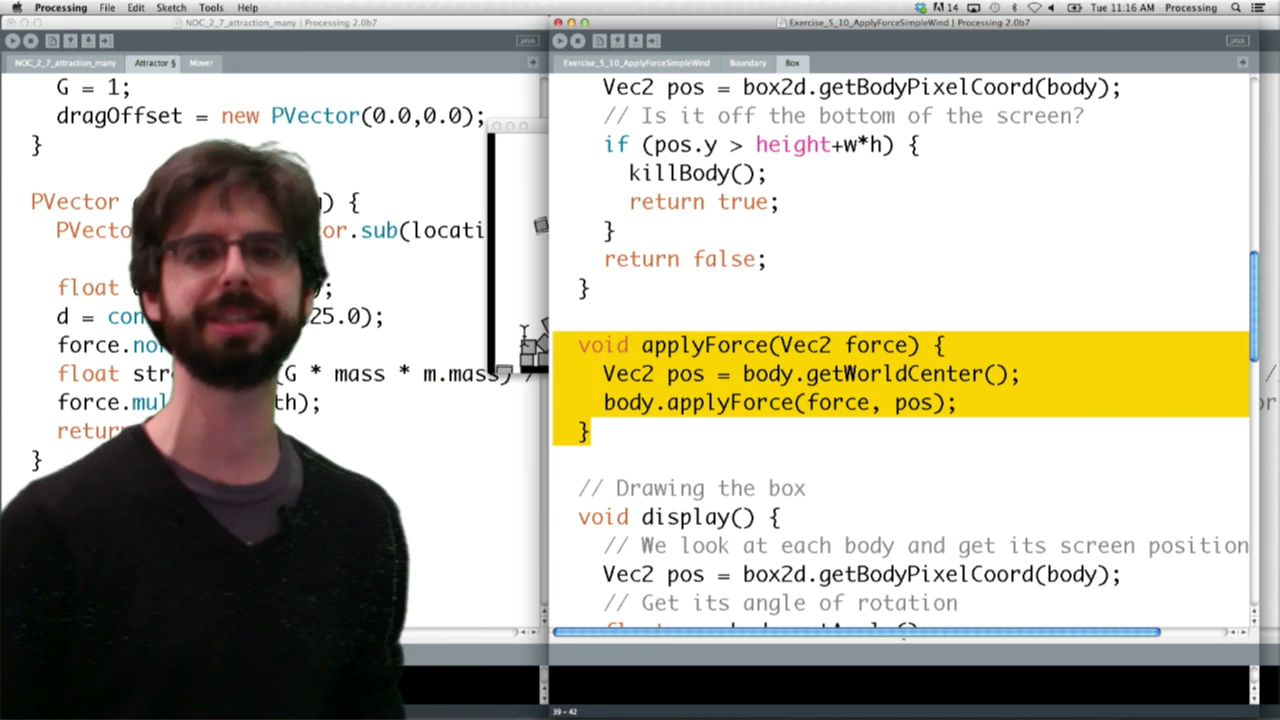 Processing File Edit Sketch Tools Help
14 Tue 11:16 AM Processing
NOC_2_7_attraction_many | Processing 2.0b7
JAVA
NOC_2_7_attraction_many Attractor § Mover
G = 1;
dragOffset = new PVector(0.0,0.0);
}
PVector ) {
PVecto or.sub(locati
float ;
d = con 25.0);
force.no
float str (G * mass * m.mass) /
force.mu th);
retur
}
Exercise_5_10_ApplyForceSimpleWind | Processing 2.0b7
JAVA
Exercise_5_10_ApplyForceSimpleWind Boundary Box
Vec2 pos = box2d.getBodyPixelCoord(body);
// Is it off the bottom of the screen?
if (pos.y > height+w*h) {
killBody();
return true;
}
return false;
}
void applyForce(Vec2 force) {
Vec2 pos = body.getWorldCenter();
body.applyForce(force, pos);
}
// Drawing the box
void display() {
// We look at each body and get its screen position
Vec2 pos = box2d.getBodyPixelCoord(body);
// Get its angle of rotation
39 - 42